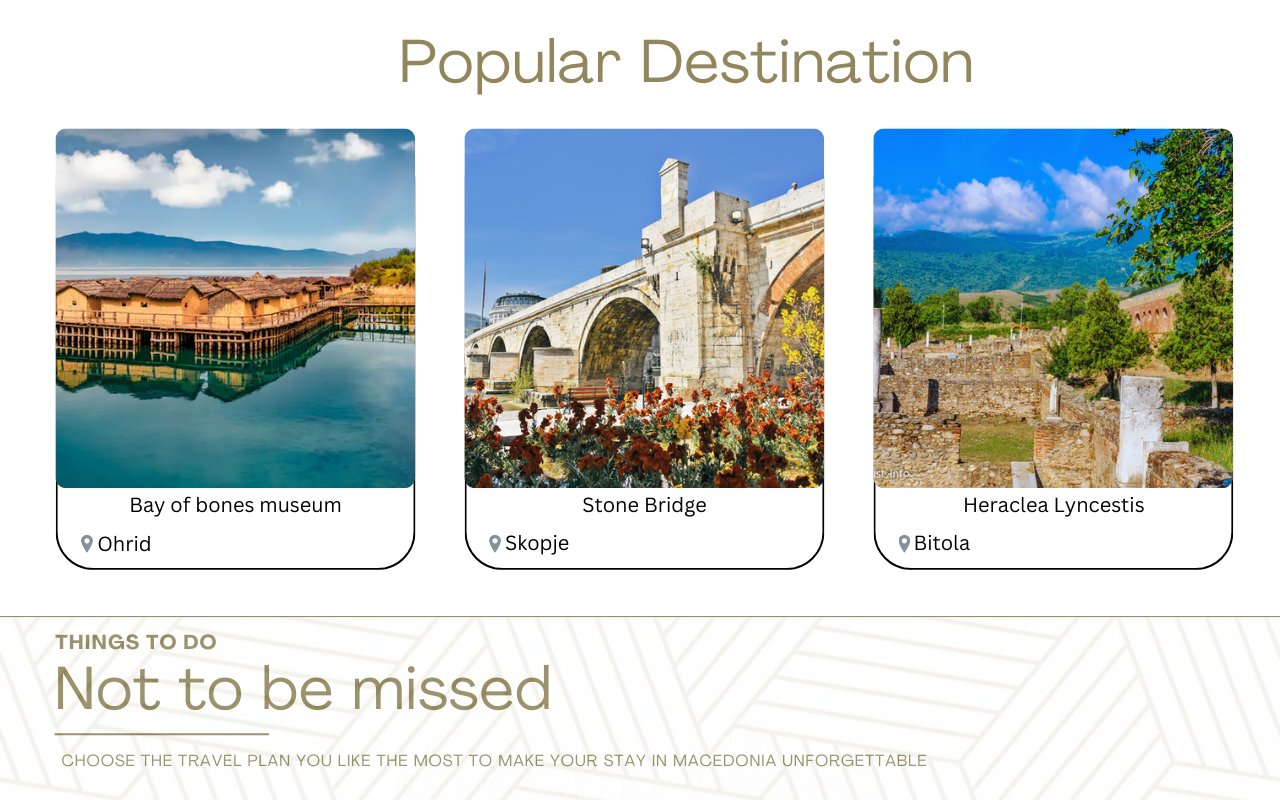 Popular Destination
Bay of bones museum
Ohrid
Stone Bridge
Skopje
Heraclea Lyncestis
Bitola
THINGS TO DO
Not to be missed
CHOOSE THE TRAVEL PLAN YOU LIKE THE MOST TO MAKE YOUR STAY IN MACEDONIA UNFORGETTABLE